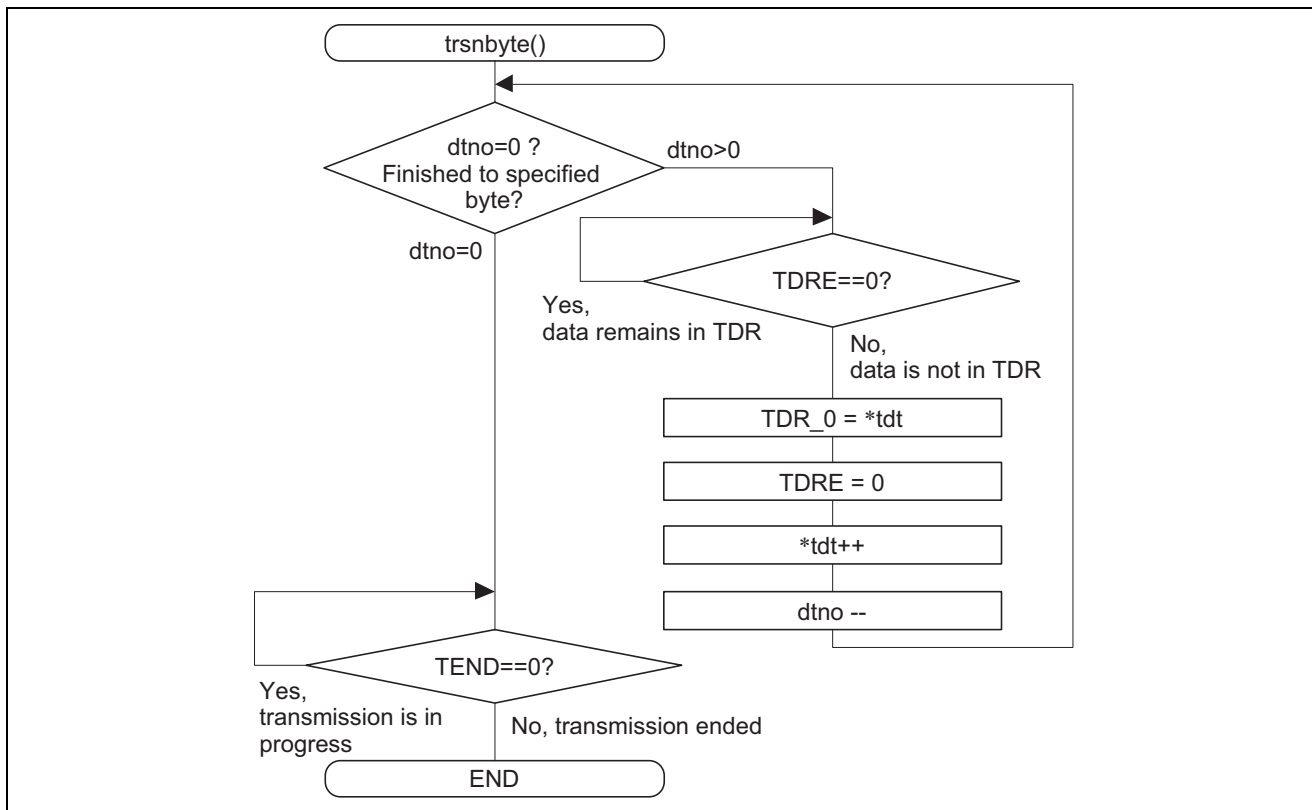 trsnbyte()
dtno=0 ?
Finished to specified
byte?
dtno>0
dtno=0
TDRE==0?
Yes,
data remains in TDR
No,
data is not in TDR
TDR_0 = *tdt
TDRE = 0
*tdt++
dtno --
TEND==0?
Yes,
transmission is in
progress
No, transmission ended
END